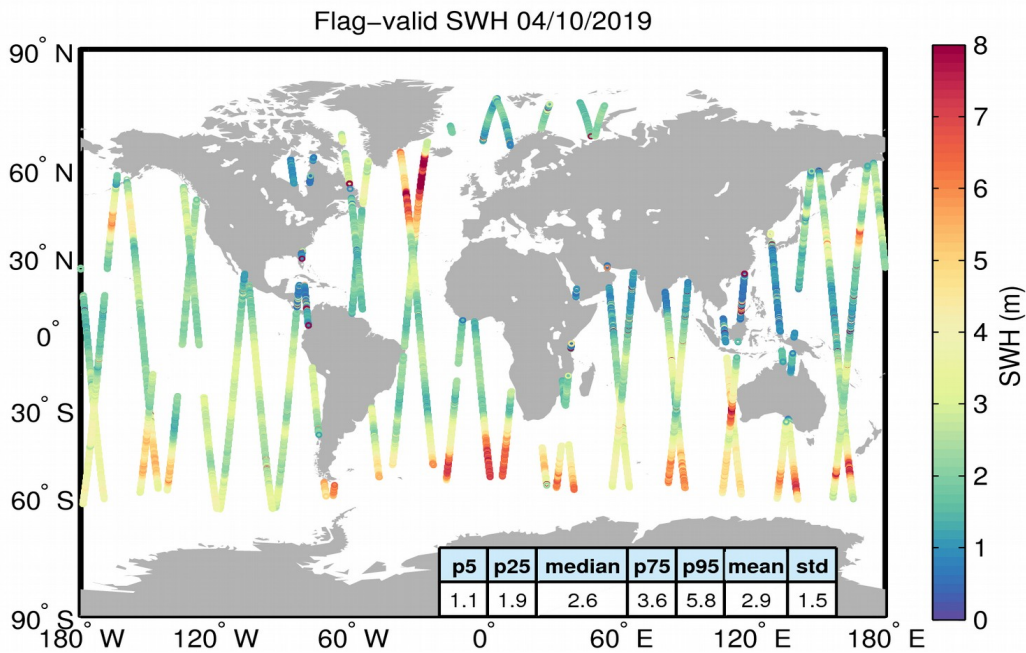 Flag−valid SWH 04/10/2019
90° N
60° N
30° N
0°
30° S
60° S
90° S
180° W
120° W
60° W
0°
60° E
120° E
180° E
p5 p25 median p75 p95 mean std
1.1 1.9 2.6 3.6 5.8 2.9 1.5
8
7
6
5
4
3
2
1
0
SWH (m)